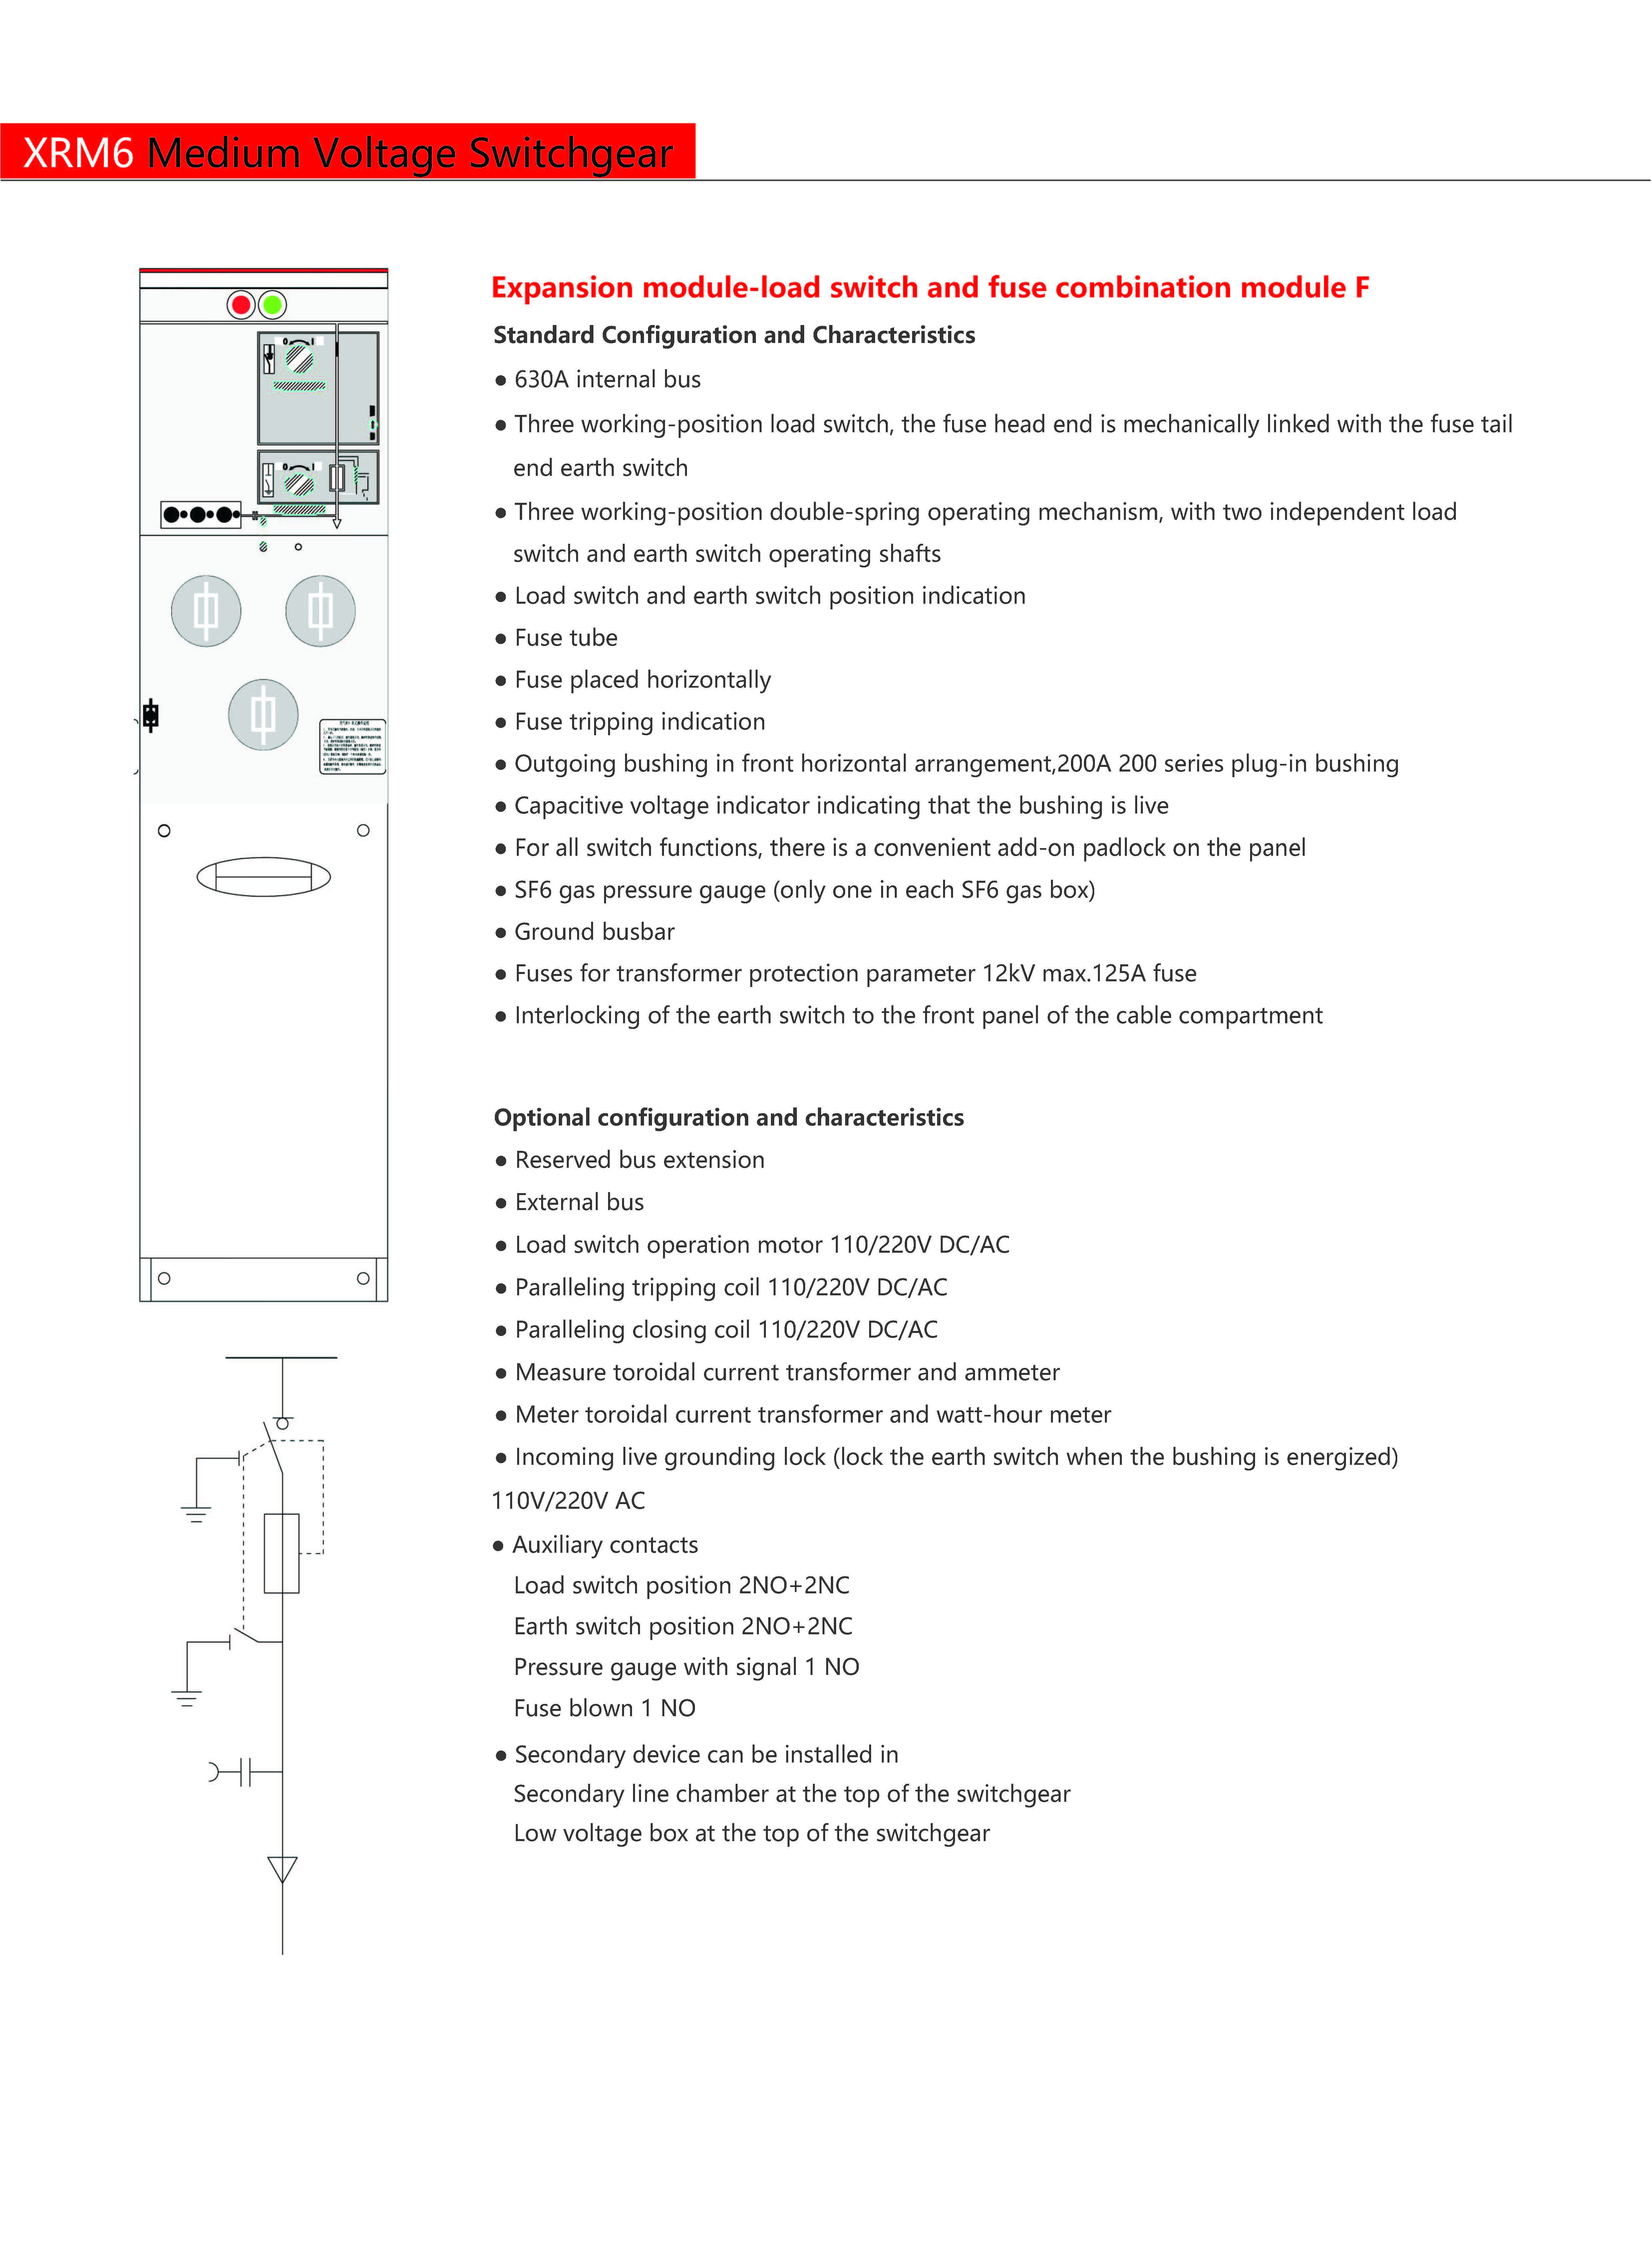 XRM6 Medium Voltage Switchgear
Expansion module-load switch and fuse combination module F
Standard Configuration and Characteristics
● 630A internal bus
● Three working-position load switch, the fuse head end is mechanically linked with the fuse tail
end earth switch
● Three working-position double-spring operating mechanism, with two independent load
switch and earth switch operating shafts
● Load switch and earth switch position indication
● Fuse tube
● Fuse placed horizontally
● Fuse tripping indication
● Outgoing bushing in front horizontal arrangement,200A 200 series plug-in bushing
● Capacitive voltage indicator indicating that the bushing is live
● For all switch functions, there is a convenient add-on padlock on the panel
● SF6 gas pressure gauge (only one in each SF6 gas box)
● Ground busbar
● Fuses for transformer protection parameter 12kV max.125A fuse
● Interlocking of the earth switch to the front panel of the cable compartment
Optional configuration and characteristics
● Reserved bus extension
● External bus
● Load switch operation motor 110/220V DC/AC
● Paralleling tripping coil 110/220V DC/AC
● Paralleling closing coil 110/220V DC/AC
● Measure toroidal current transformer and ammeter
● Meter toroidal current transformer and watt-hour meter
● Incoming live grounding lock (lock the earth switch when the bushing is energized)
110V/220V AC
● Auxiliary contacts
Load switch position 2NO+2NC
Earth switch position 2NO+2NC
Pressure gauge with signal 1 NO
Fuse blown 1 NO
● Secondary device can be installed in
Secondary line chamber at the top of the switchgear
Low voltage box at the top of the switchgear
0 I
0 I